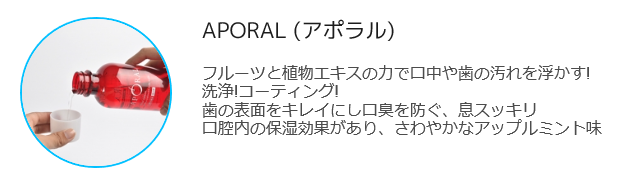 APORAL (アポラル)
フルーツと植物エキスの力で口中や歯の汚れを浮かす!
洗浄!コーティング!
歯の表面をキレイにし口臭を防ぐ、息スッキリ
口腔内の保湿効果があり、さわやかなアップルミント味